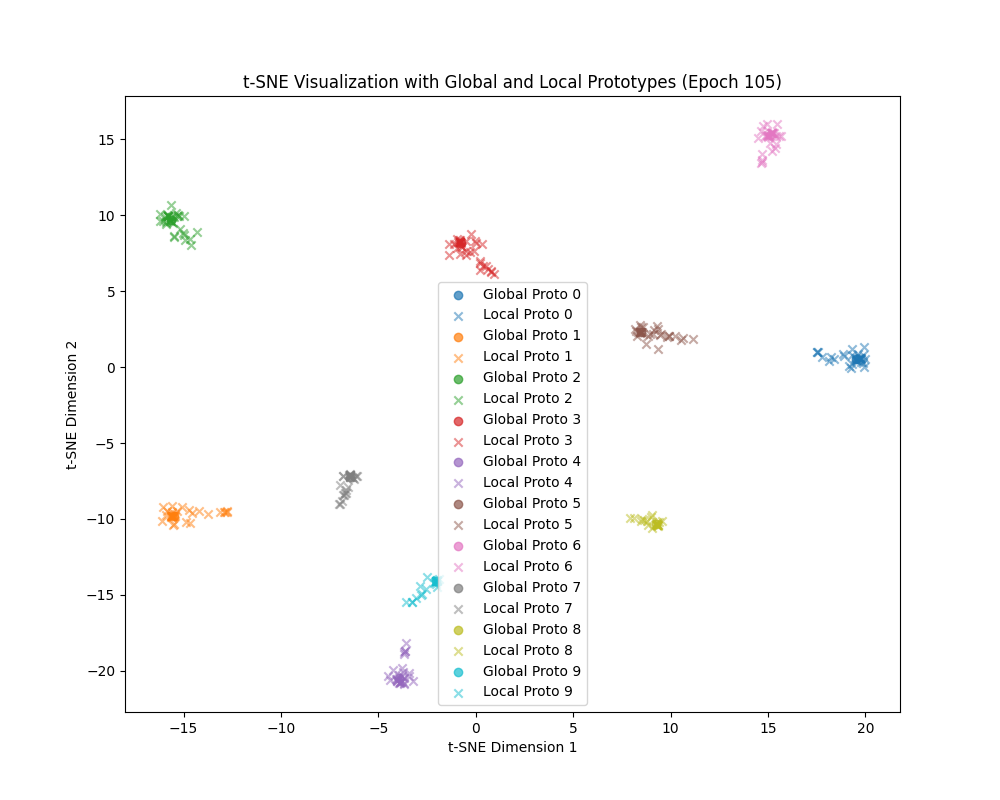 t-SNE Visualization with Global and Local Prototypes (Epoch 105)
t-SNE Dimension 2
15
10
5
0
−5
−10
−15
−20
Global Proto 0
Local Proto 0
Global Proto 1
Local Proto 1
Global Proto 2
Local Proto 2
Global Proto 3
Local Proto 3
Global Proto 4
Local Proto 4
Global Proto 5
Local Proto 5
Global Proto 6
Local Proto 6
Global Proto 7
Local Proto 7
Global Proto 8
Local Proto 8
Global Proto 9
Local Proto 9
−15 −10 −5 0 5 10 15 20
t-SNE Dimension 1